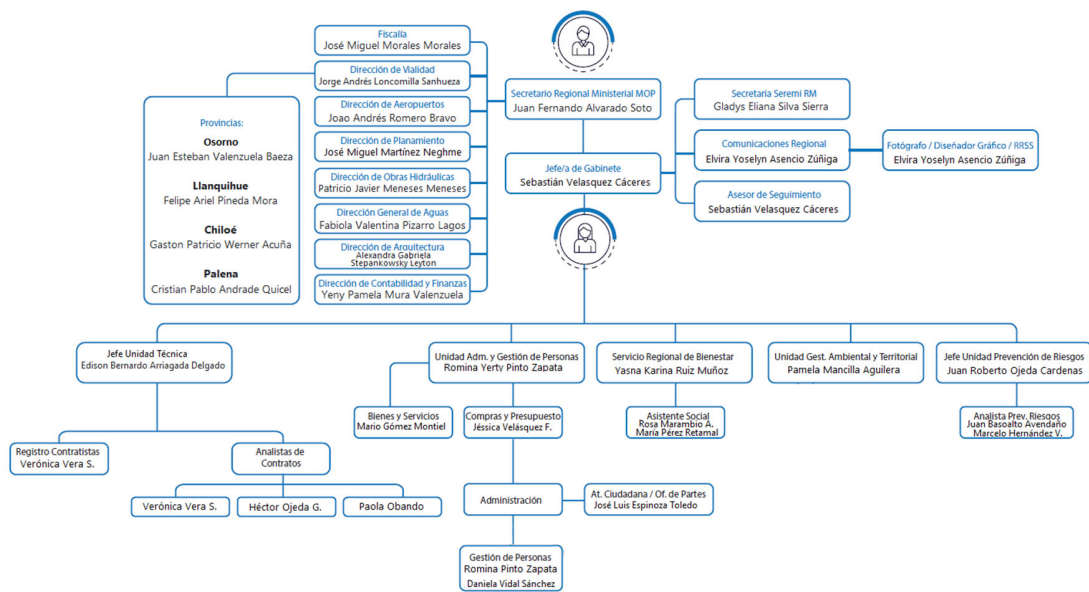 Fiscalía
José Miguel Morales Morales
Dirección de Vialidad
Jorge Andrés Loncomilla Sanhueza
Dirección de Aeropuertos
Joao Andrés Romero Bravo
Dirección de Planamiento
José Miguel Martínez Neghme
Dirección de Obras Hidráulicas
Patricio Javier Meneses Meneses
Dirección General de Aguas
Fabiola Valentina Pizarro Lagos
Dirección de Arquitectura
Alexandra Gabriela
Stepankowsky Leyton
Dirección de Contabilidad y Finanzas
Yeny Pamela Mura Valenzuela
Provincias:
Osorno
Juan Esteban Valenzuela Baeza
Llanquihue
Felipe Ariel Pineda Mora
Chiloé
Gaston Patricio Werner Acuña
Palena
Cristian Pablo Andrade Quicel
Secretario Regional Ministerial MOP
Juan Fernando Alvarado Soto
Jefe/a de Gabinete
Sebastián Velasquez Cáceres
Secretaria Seremi RM
Gladys Eliana Silva Sierra
Comunicaciones Regional
Elvira Yoselyn Asencio Zúñiga
Fotógrafo / Diseñador Gráfico / RRSS
Elvira Yoselyn Asencio Zúñiga
Asesor de Seguimiento
Sebastián Velasquez Cáceres
Jefe Unidad Técnica
Edison Bernardo Arriagada Delgado
Unidad Adm. y Gestión de Personas
Romina Yerty Pinto Zapata
Servicio Regional de Bienestar
Yasna Karina Ruiz Muñoz
Unidad Gest. Ambiental y Territorial
Pamela Mancilla Aguilera
Jefe Unidad Prevención de Riesgos
Juan Roberto Ojeda Cardenas
Bienes y Servicios
Mario Gómez Montiel
Compras y Presupuesto
Jéssica Velásquez F.
Asistente Social
Rosa Marambio A.
María Pérez Retamal
Analista Prev. Riesgos
Juan Basoalto Avendaño
Marcelo Hernández V.
Registro Contratistas
Verónica Vera S.
Analistas de
Contratos
Verónica Vera S.
Héctor Ojeda G.
Paola Obando
Administración
At. Ciudadana / Of. de Partes
José Luis Espinoza Toledo
Gestión de Personas
Romina Pinto Zapata
Daniela Vidal Sánchez